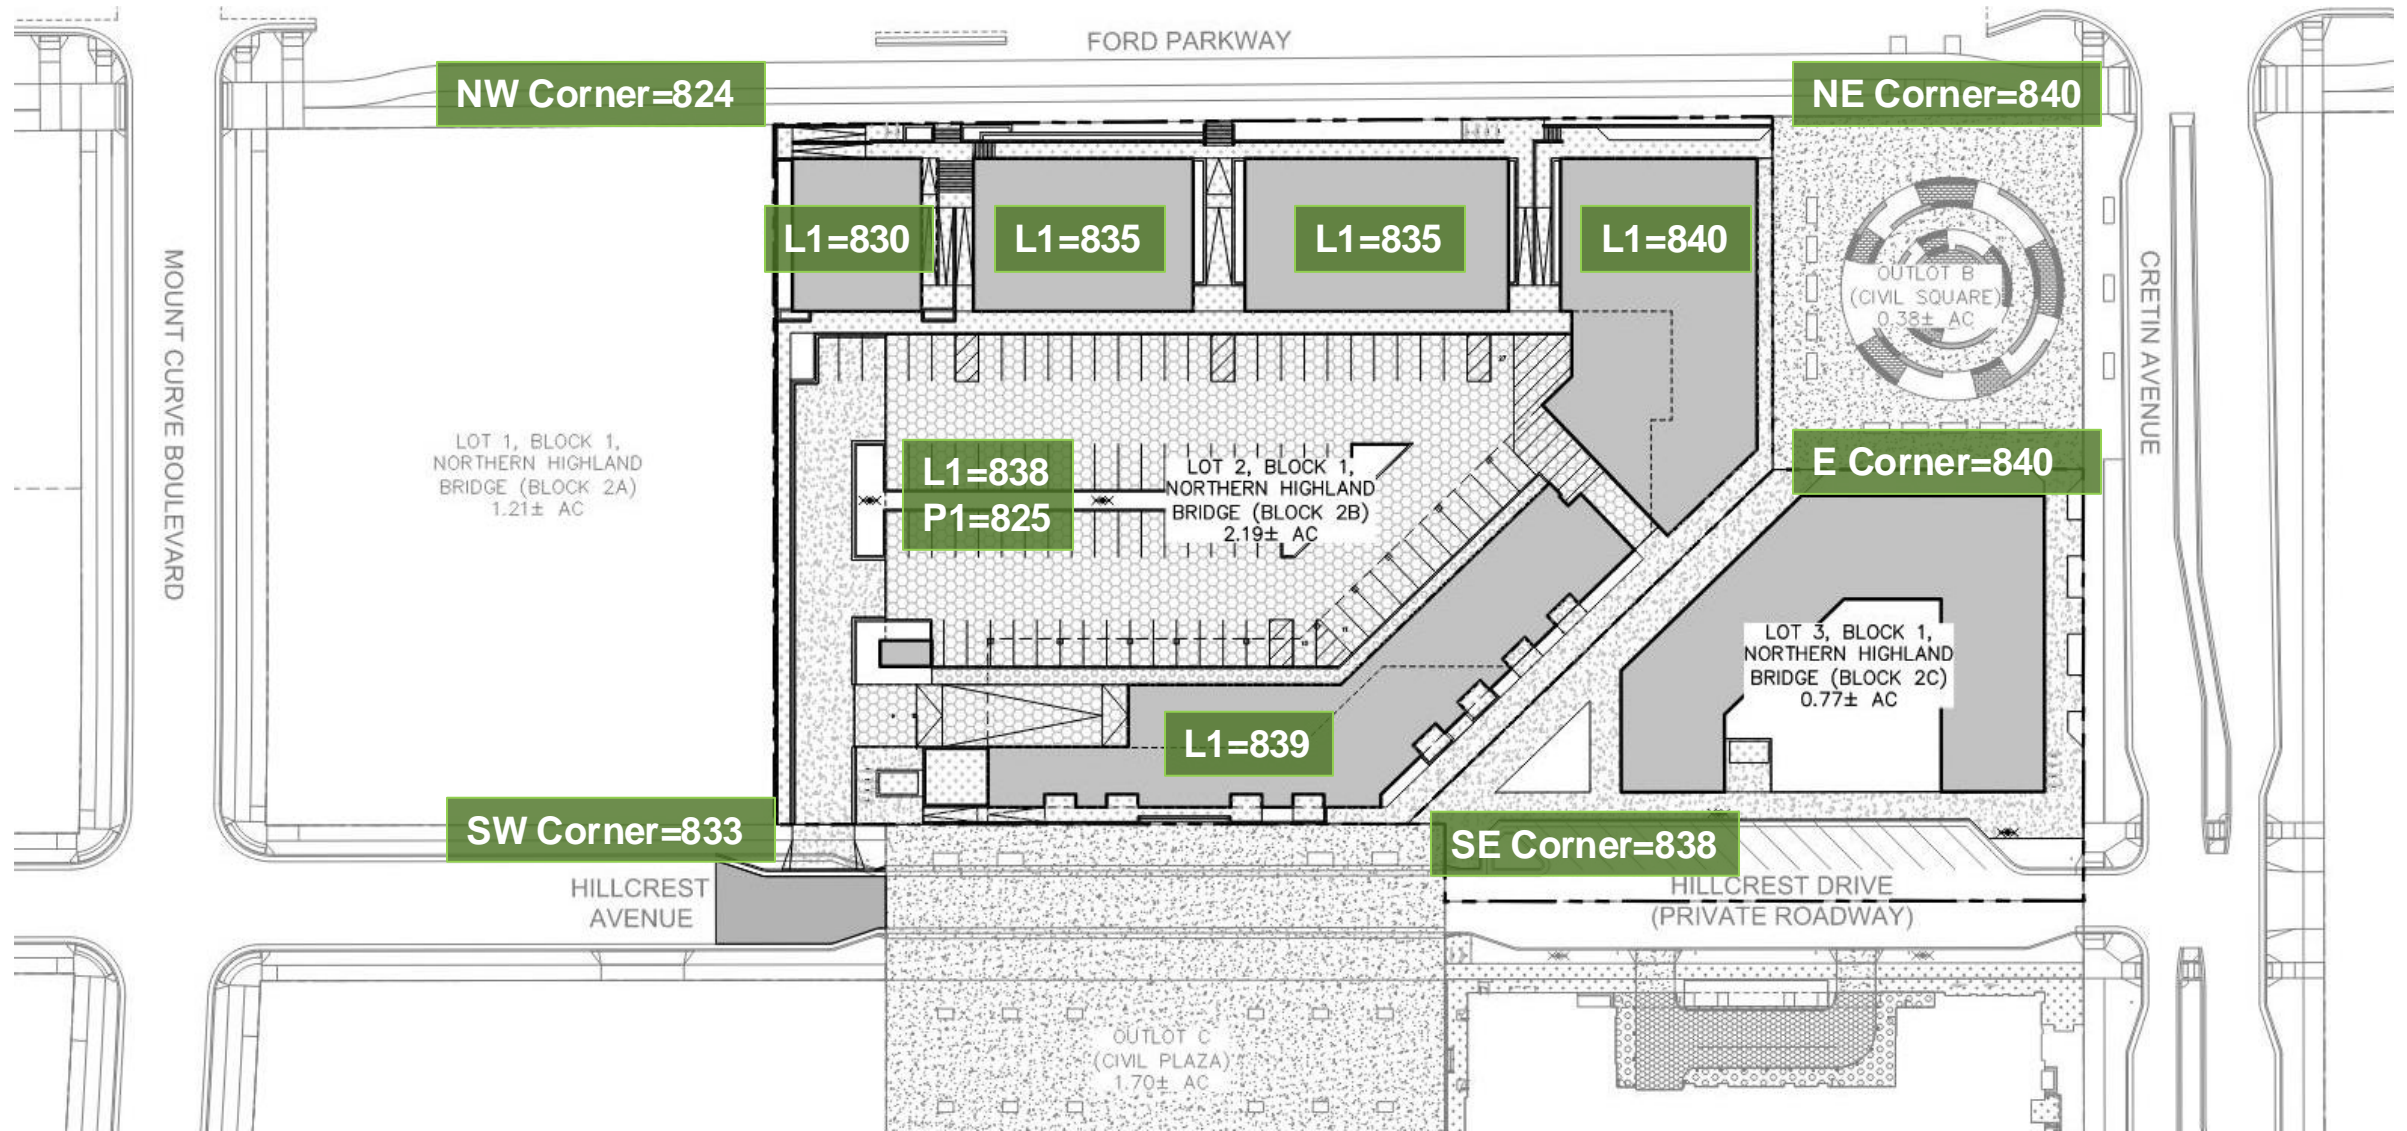 FORD PARKWAY
NW Corner=824
NE Corner=840
L1=830
L1=835
L1=835
L1=840
MOUNT CURVE BOULEVARD
OUTLOT B
(CIVIL SQUARE)
0.38± AC
CRETIN AVENUE
LOT 1, BLOCK 1,
NORTHERN HIGHLAND
BRIDGE (BLOCK 2A)
1.21± AC
L1=838
P1=825
LOT 2, BLOCK 1,
NORTHERN HIGHLAND
BRIDGE (BLOCK 2B)
2.19± AC
E Corner=840
LOT 3, BLOCK 1,
NORTHERN HIGHLAND
BRIDGE (BLOCK 2C)
0.77± AC
L1=839
SW Corner=833
SE Corner=838
HILLCREST
AVENUE
HILLCREST DRIVE
(PRIVATE ROADWAY)
OUTLOT C
(CIVIL PLAZA)
1.70± AC